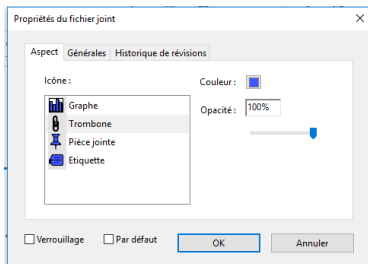 Propriétés du fichier joint
Aspect Générales Historique de révisions
Icône : Couleur :
Graphe
Opacité : 100%
Trombone
Pièce jointe
Etiquette
Verrouillage Par défaut OK Annuler